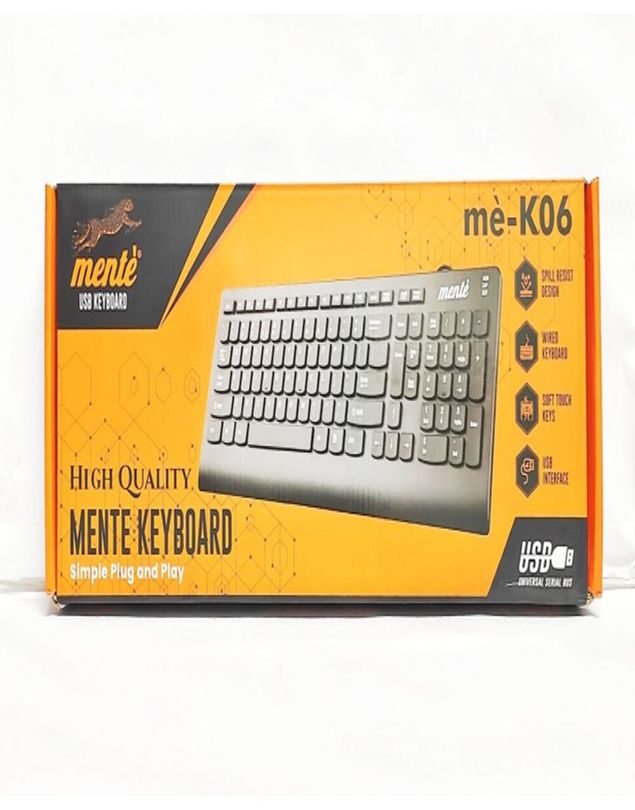 mè-K06
mentè®
USB KEYBOARD
mentè
SPILL RESIST
DESIGN
WIRED
KEYBOARD
SOFT TOUCH
KEYS
USB
INTERFACE
HIGH QUALITY
MENTE KEYBOARD
Simple Plug and Play
USB
UNIVERSAL SERIAL BUS